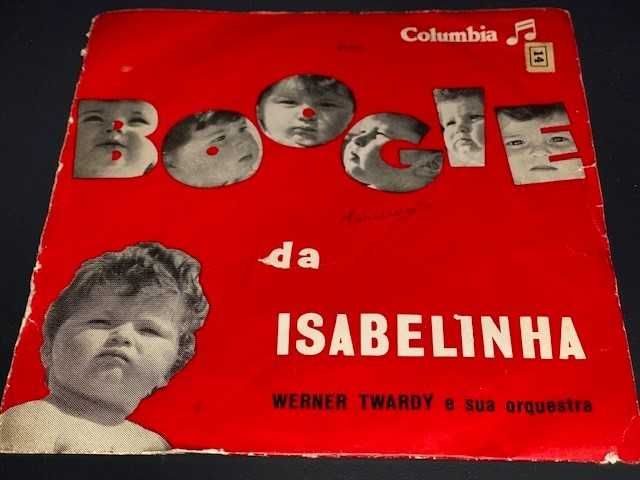 Columbia
14
BOOGIE
da
ISABELINHA
WERNER TWARDY e sua orquestra